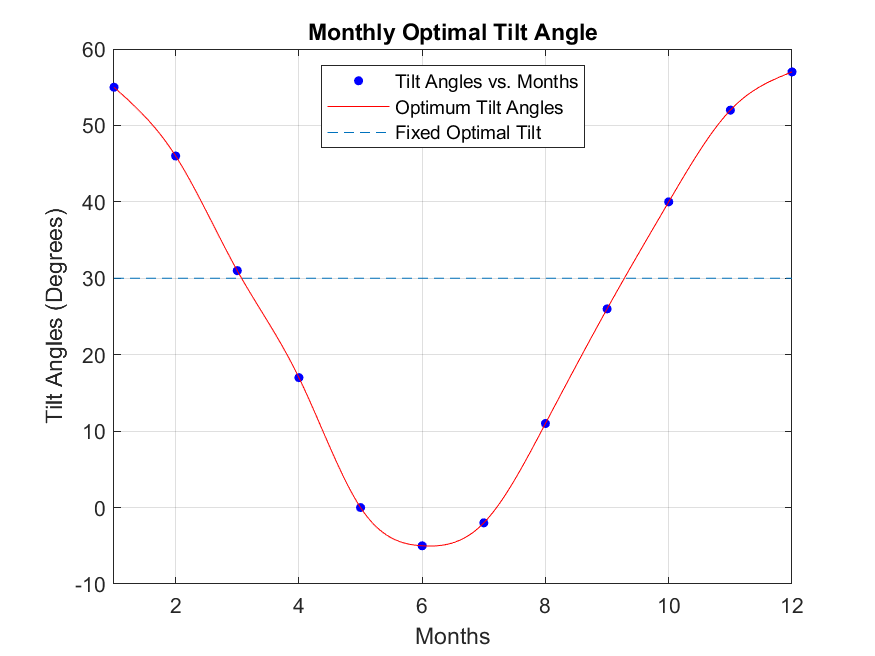 Monthly Optimal Tilt Angle
60
50
40
30
20
10
0
-10
Tilt Angles (Degrees)
Tilt Angles vs. Months
Optimum Tilt Angles
Fixed Optimal Tilt
2 4 6 8 10 12
Months